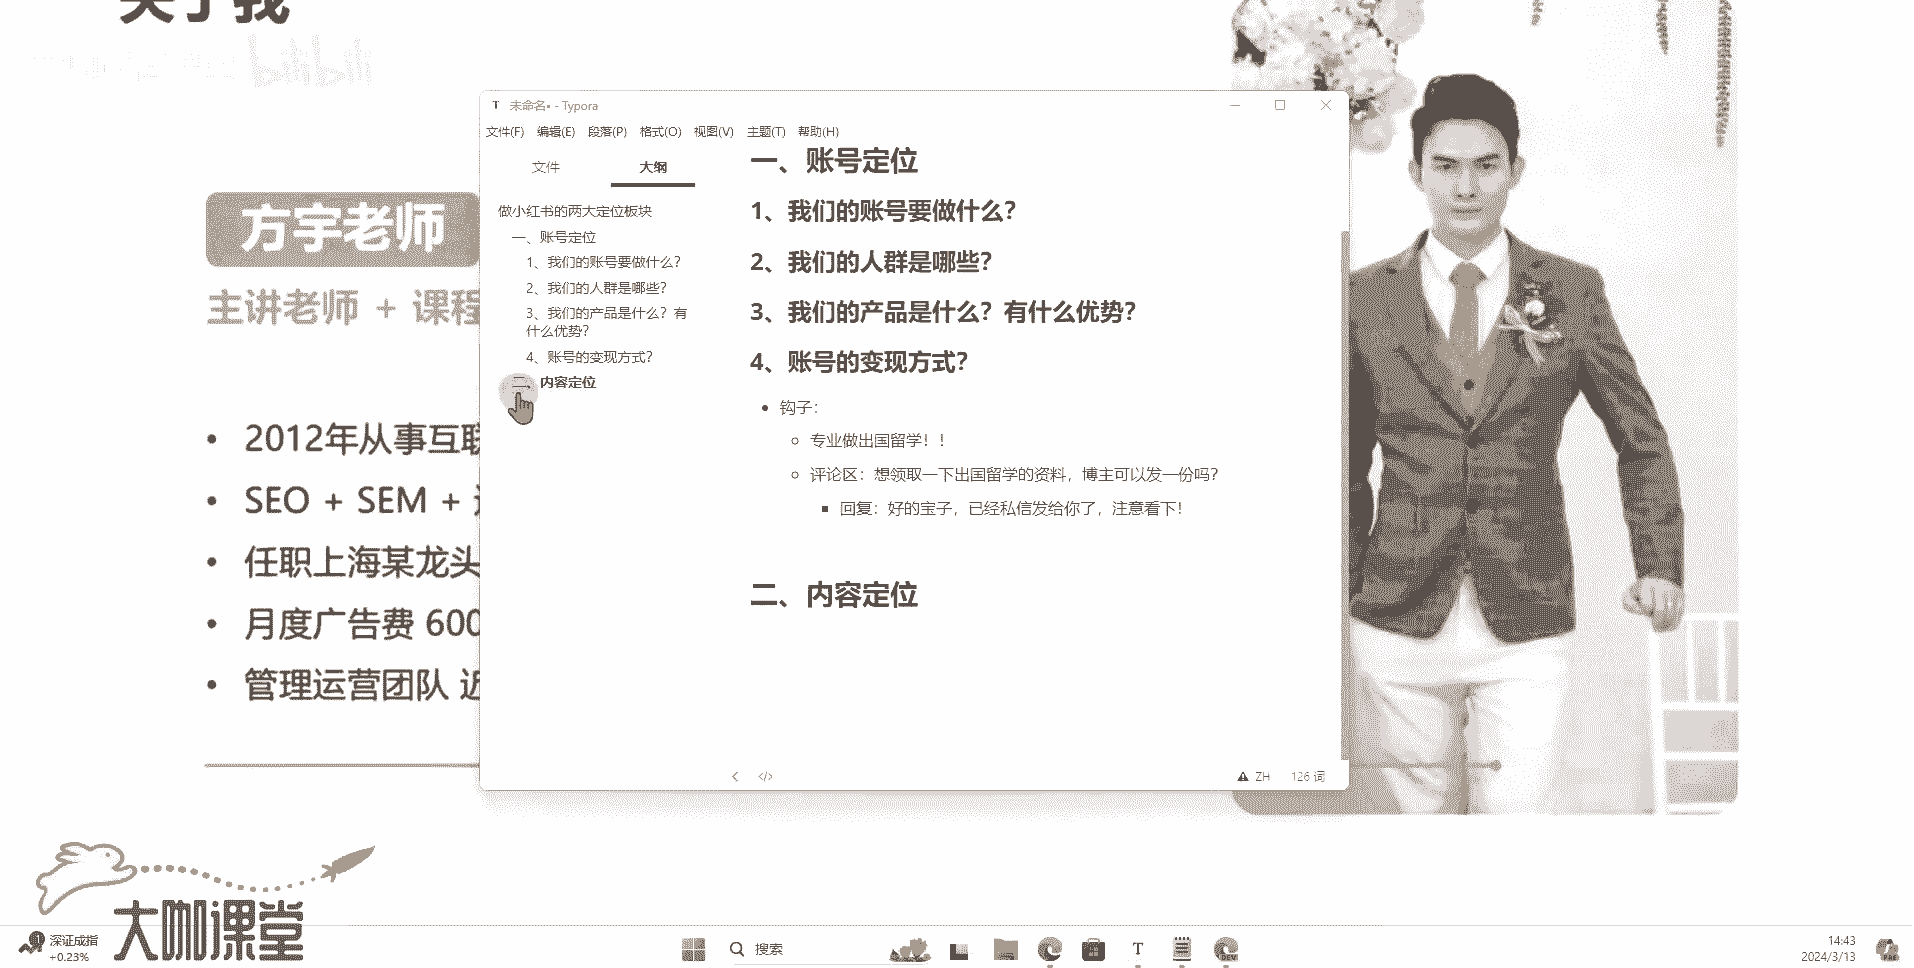 关于我
bilibili
方宇老师
主讲老师 + 课程
• 2012年从事互联
• SEO + SEM +
• 任职上海某龙头
• 月度广告费 600
• 管理运营团队 近
T 未命名• - Typora
文件(F) 编辑(E) 段落(P) 格式(O) 视图(V) 主题(T) 帮助(H)
文件 大纲
做小红书的两大定位板块
一、账号定位
1、我们的账号要做什么？
2、我们的人群是哪些？
3、我们的产品是什么？有
什么优势？
4、账号的变现方式？
二、内容定位
一、账号定位
1、我们的账号要做什么？
2、我们的人群是哪些？
3、我们的产品是什么？有什么优势？
4、账号的变现方式？
• 钩子：
专业做出国留学！！
评论区：想领取一下出国留学的资料，博主可以发一份吗？
回复：好的宝子，已经私信发给你了，注意看下！
二、内容定位
</> ZH 126 词
大咖课堂
1 深证成指
+0.23%
搜索
T
DEV
14:43
2024/3/13
PRE